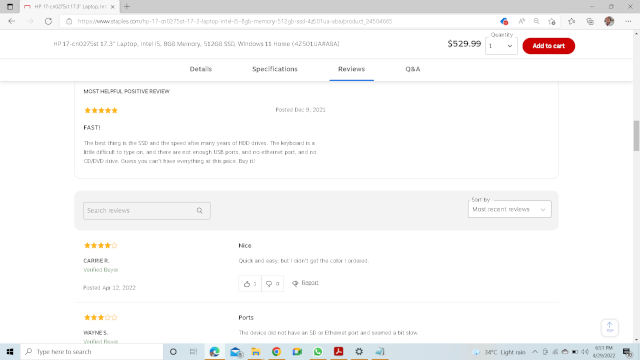 HP 17-cn0275st 17.3" Laptop, Int
https://www.staples.com/hp-17-cn0275st-17-3-laptop-intel-i5-8gb-memory-512gb-ssd-4z501ua-aba/product_24504665
HP 17-cn0275st 17.3" Laptop, Intel i5, 8GB Memory, 512GB SSD, Windows 11 Home (4Z501UA#ABA)
$529.99
Quantity
1
Add to cart
Details
Specifications
Reviews
Q&A
MOST HELPFUL POSITIVE REVIEW
Posted Dec 9, 2021
FAST!
The best thing is the SSD and the speed after many years of HDD drives. The keyboard is a
little difficult to type on, and there are not enough USB ports, and no ethernet port, and no
CD/DVD drive. Guess you can't have everything at this price. Buy it!
Search reviews
Sort by
Most recent reviews
Nice
CARRIE R.
Verified Buyer
Quick and easy, but I didn't get the color I ordered.
Posted Apr 12, 2022
1
0
Report
Ports
WAYNE S.
Verified Buyer
The device did not have an SD or Ethernet port and seemed a bit slow.
Type here to search
34°C Light rain
6:51 PM
4/29/2022